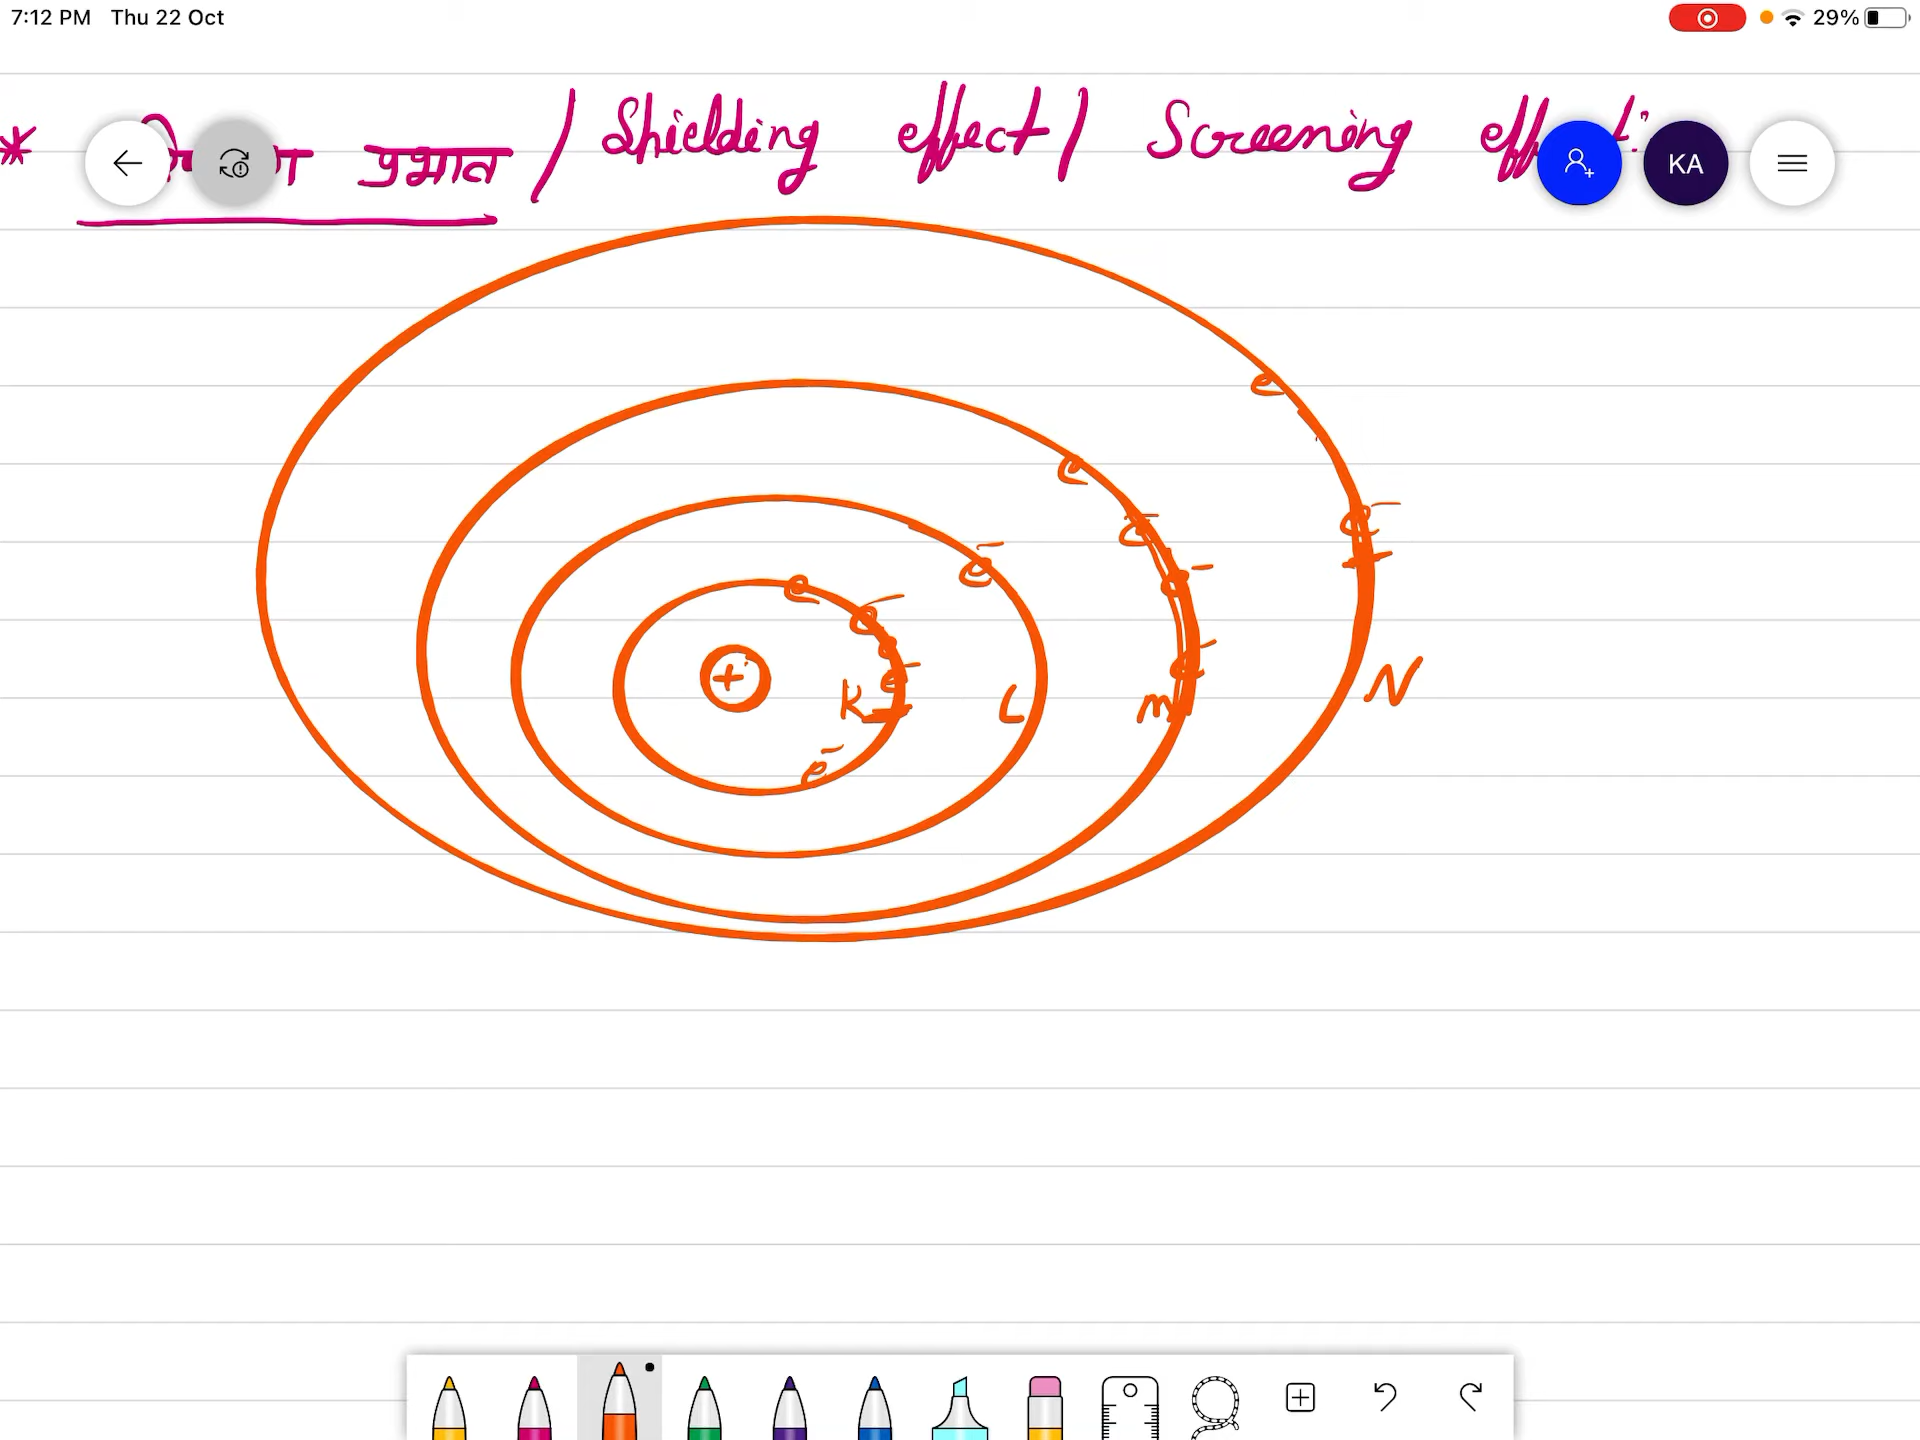 7:12 PM Thu 22 Oct 29%
* प्रभात / Shielding effect / Screening
KA
e
e
e⁻
e⁻
e⁻
e⁻
e
e⁻
e⁻
e⁻
+
K L M N
e⁻